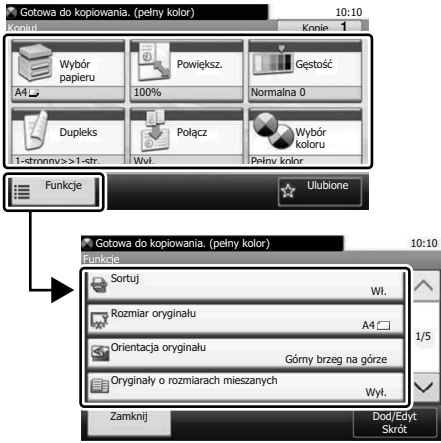 Gotowa do kopiowania. (pełny kolor) 10:10
Kopiuj Kopie 1
Wybór papieru
A4
Powiększ.
100%
Gęstość
Normalna 0
Dupleks
1-stronny>>1-str.
Połącz
Wył.
Wybór koloru
Pełny kolor
Funkcje
Ulubione
Gotowa do kopiowania. (pełny kolor) 10:10
Funkcje
Sortuj
Wł.
Rozmiar oryginału
A4
1/5
Orientacja oryginału
Górny brzeg na górze
Oryginały o rozmiarach mieszanych
Wył.
Zamknij
Dod/Edyt
Skrót